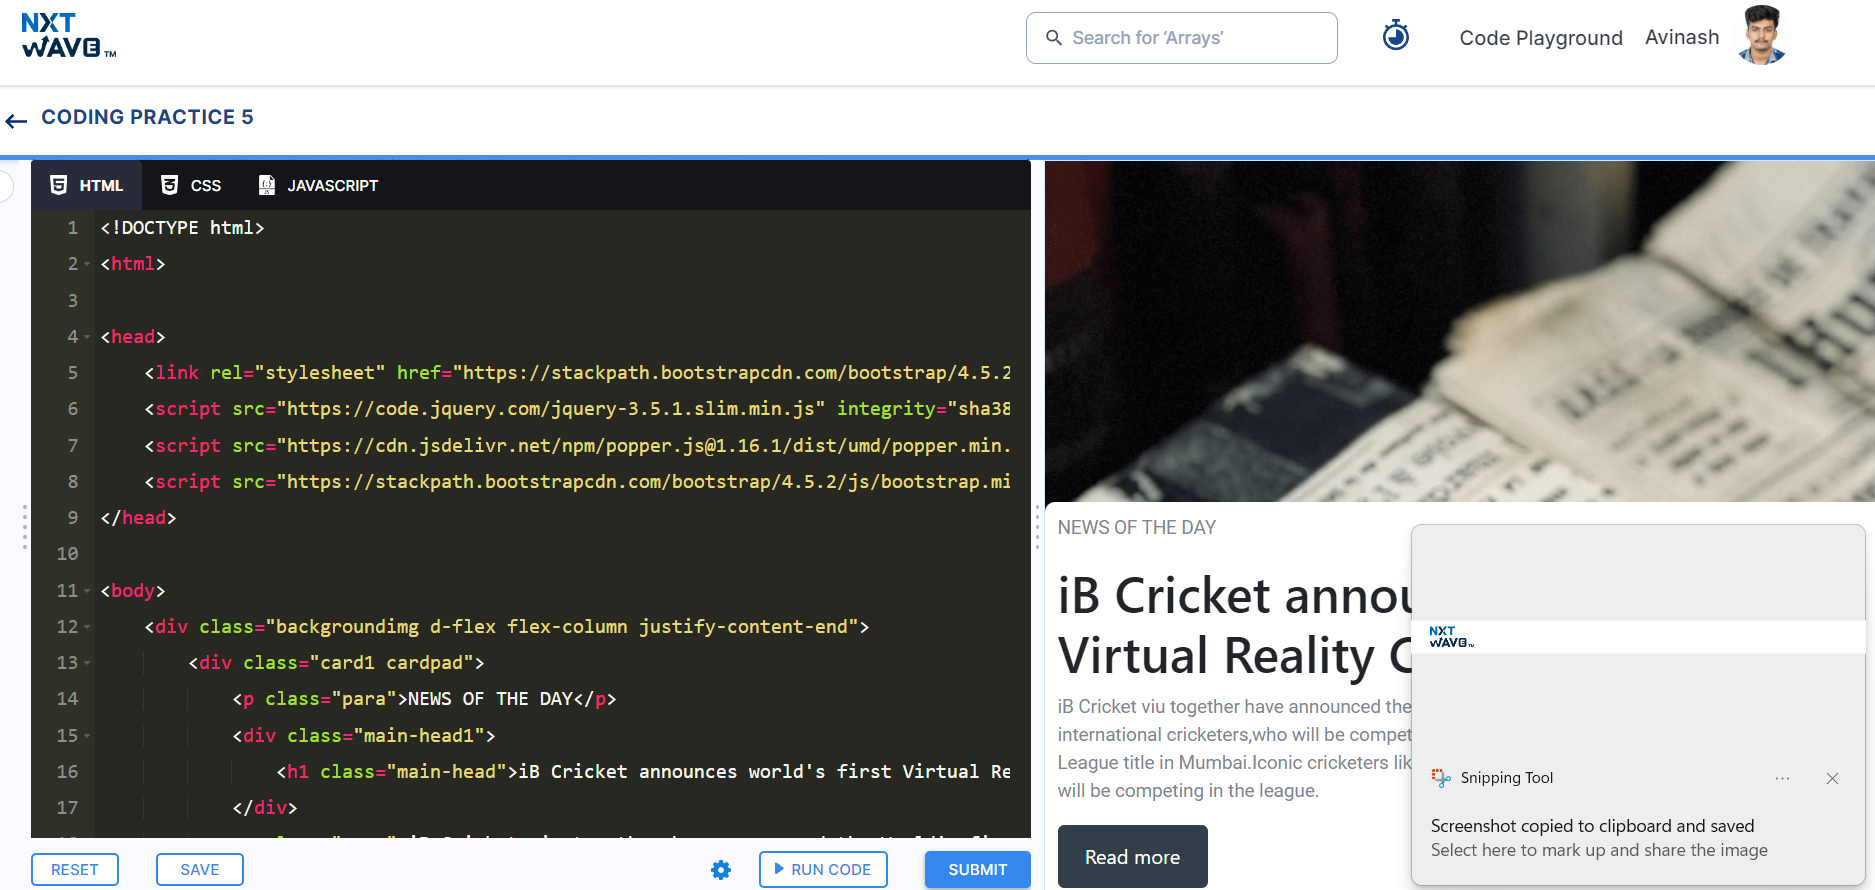 NXT
WAVE TM
Search for ‘Arrays’
Code Playground
Avinash
CODING PRACTICE 5
HTML
CSS
JAVASCRIPT
1 <!DOCTYPE html>
2 <html>
3
4 <head>
5 <link rel="stylesheet" href="https://stackpath.bootstrapcdn.com/bootstrap/4.5.2
6 <script src="https://code.jquery.com/jquery-3.5.1.slim.min.js" integrity="sha38
7 <script src="https://cdn.jsdelivr.net/npm/popper.js@1.16.1/dist/umd/popper.min.
8 <script src="https://stackpath.bootstrapcdn.com/bootstrap/4.5.2/js/bootstrap.mi
9 </head>
10
11 <body>
12 <div class="backgroundimg d-flex flex-column justify-content-end">
13 <div class="card1 cardpad">
14 <p class="para">NEWS OF THE DAY</p>
15 <div class="main-head1">
16 <h1 class="main-head">iB Cricket announces world's first Virtual Re
17 </div>
RESET
SAVE
RUN CODE
SUBMIT
NEWS OF THE DAY
iB Cricket annou
Virtual Reality C
iB Cricket viu together have announced the
international cricketers,who will be compet
League title in Mumbai.Iconic cricketers lik
will be competing in the league.
Read more
NXT
WAVE TM
Snipping Tool
Screenshot copied to clipboard and saved
Select here to mark up and share the image